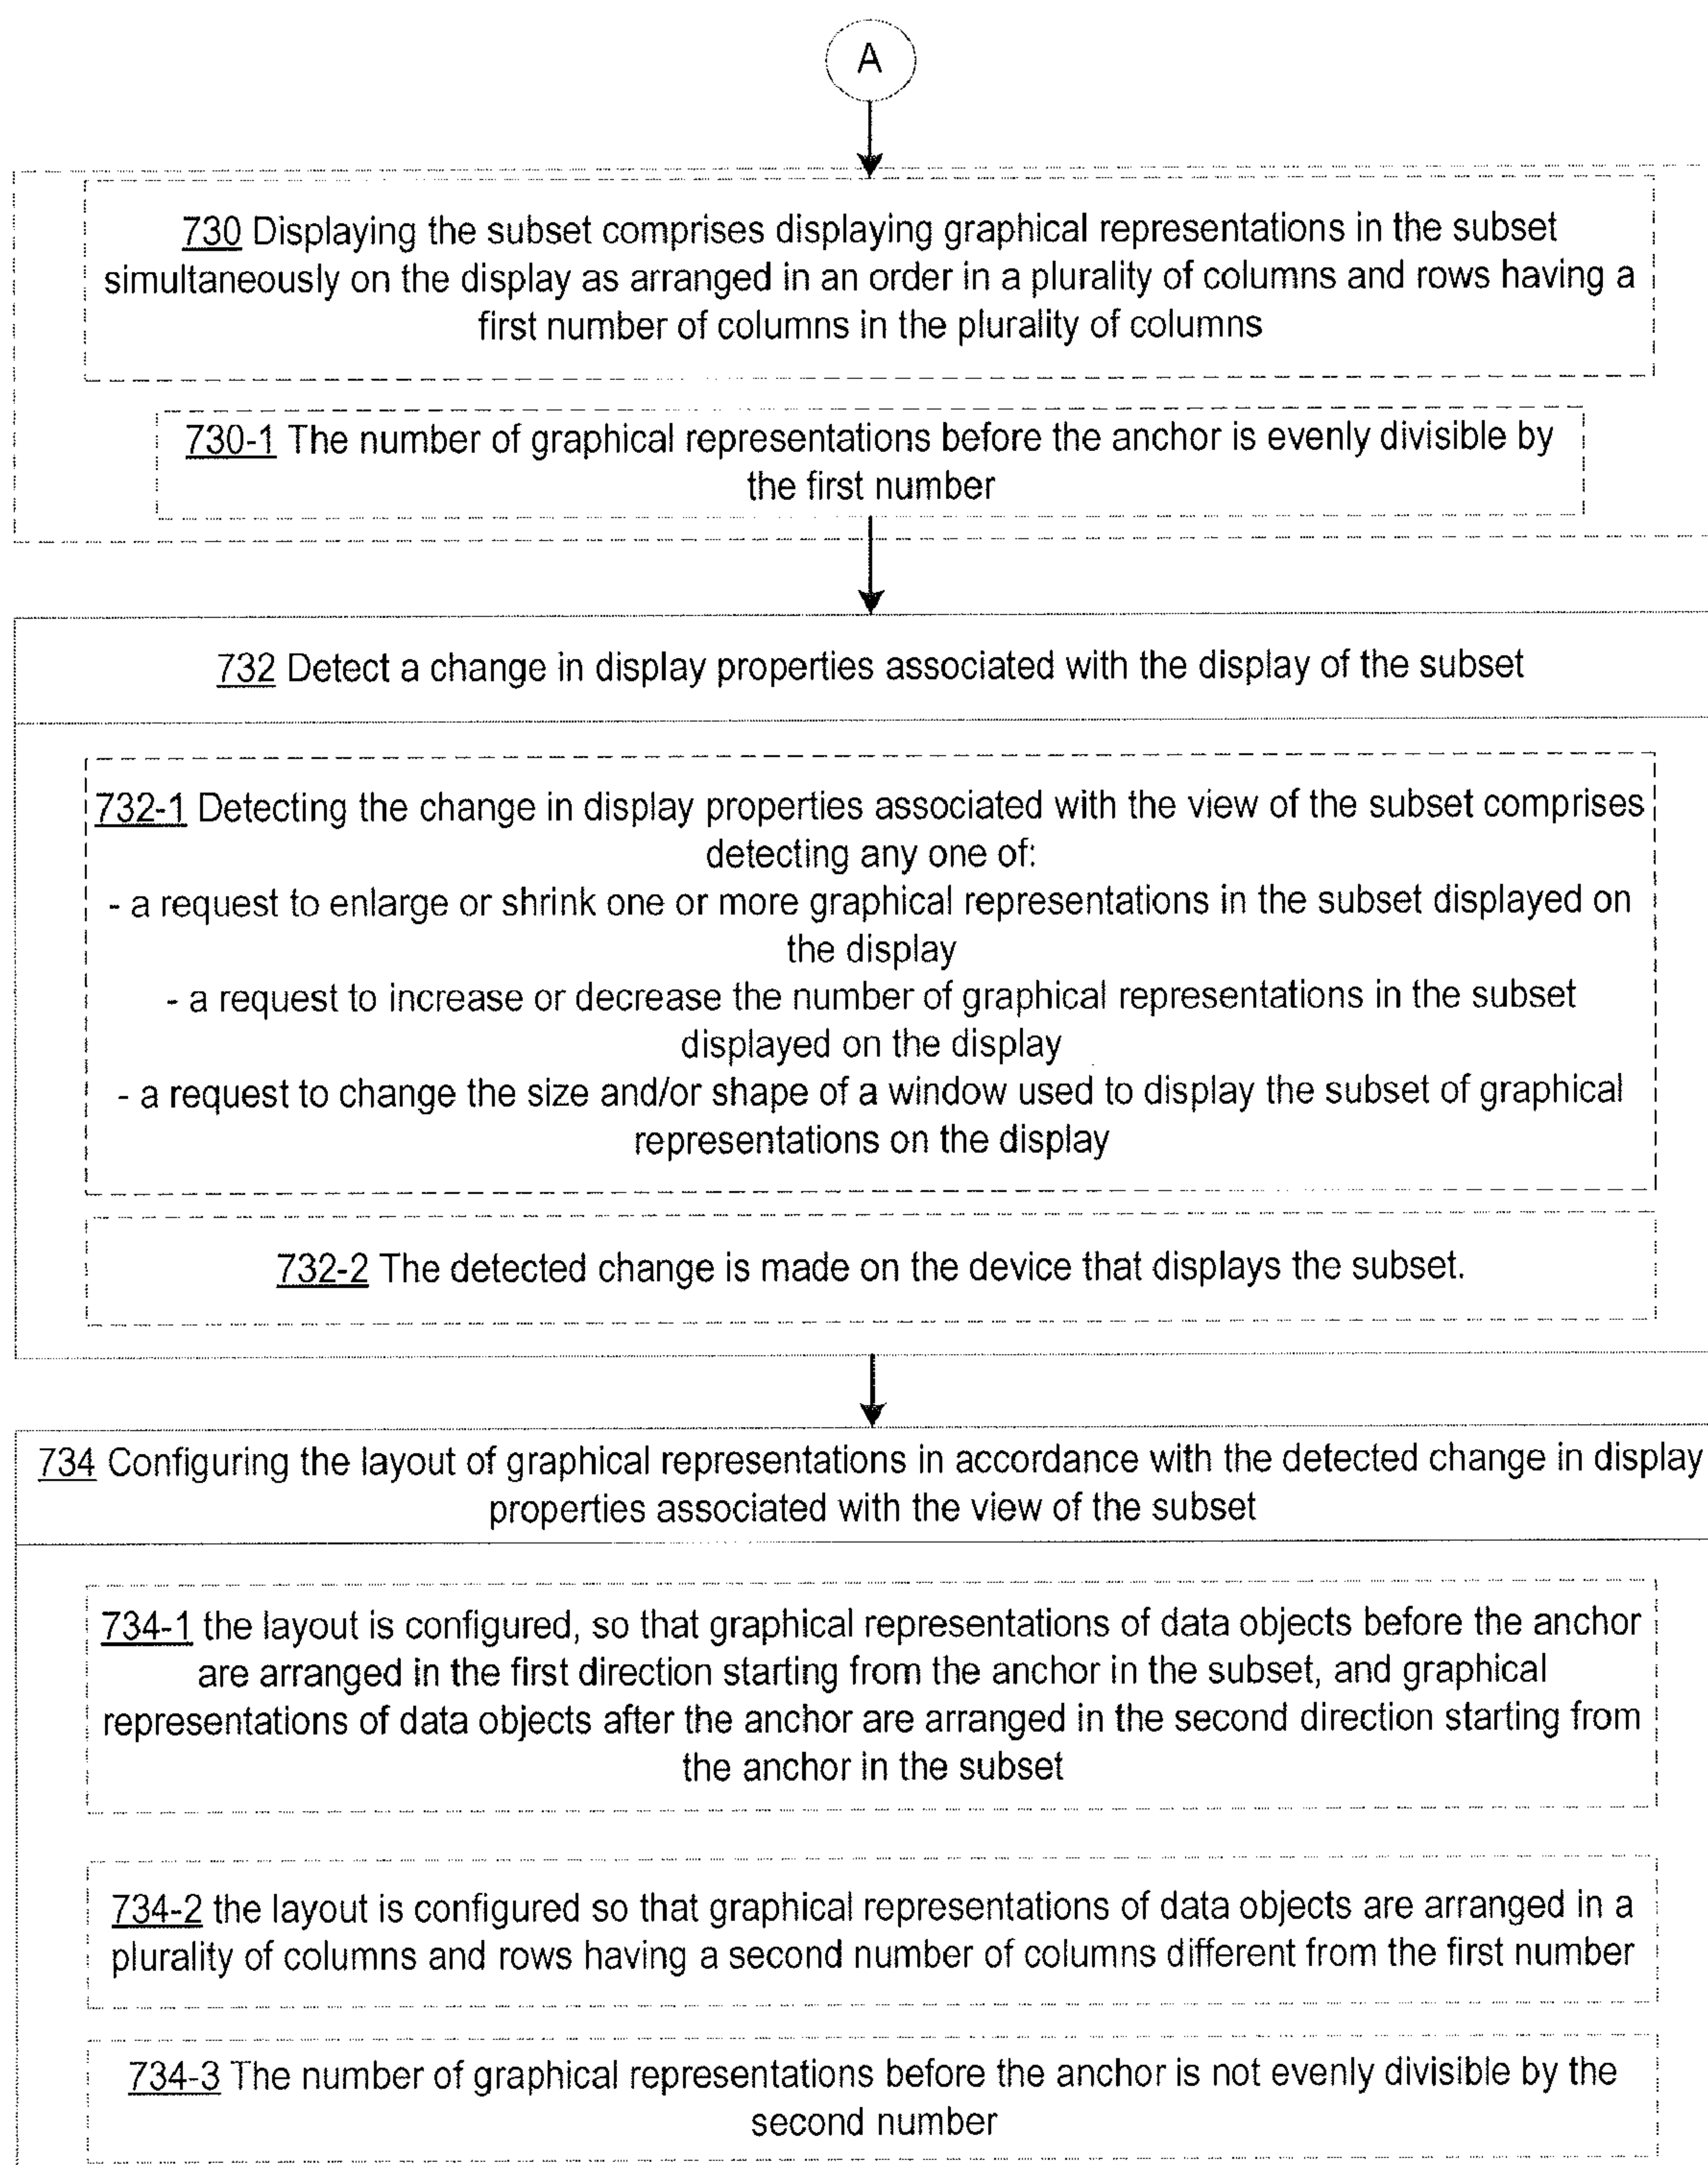 A
730 Displaying the subset comprises displaying graphical representations in the subset
simultaneously on the display as arranged in an order in a plurality of columns and rows having a
first number of columns in the plurality of columns
730-1 The number of graphical representations before the anchor is evenly divisible by
the first number
732 Detect a change in display properties associated with the display of the subset
732-1 Detecting the change in display properties associated with the view of the subset comprises
detecting any one of:
- a request to enlarge or shrink one or more graphical representations in the subset displayed on
the display
- a request to increase or decrease the number of graphical representations in the subset
displayed on the display
- a request to change the size and/or shape of a window used to display the subset of graphical
representations on the display
732-2 The detected change is made on the device that displays the subset.
734 Configuring the layout of graphical representations in accordance with the detected change in display
properties associated with the view of the subset
734-1 the layout is configured, so that graphical representations of data objects before the anchor
are arranged in the first direction starting from the anchor in the subset, and graphical
representations of data objects after the anchor are arranged in the second direction starting from
the anchor in the subset
734-2 the layout is configured so that graphical representations of data objects are arranged in a
plurality of columns and rows having a second number of columns different from the first number
734-3 The number of graphical representations before the anchor is not evenly divisible by the
second number